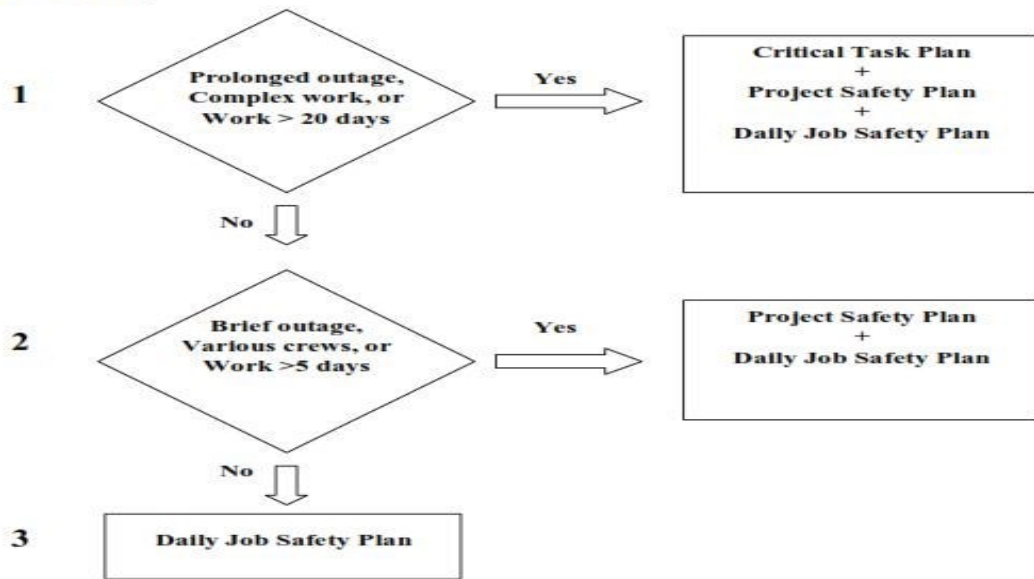 1
Prolonged outage,
Complex work, or
Work > 20 days
Yes
Critical Task Plan
+
Project Safety Plan
+
Daily Job Safety Plan
No
2
Brief outage,
Various crews, or
Work >5 days
Yes
Project Safety Plan
+
Daily Job Safety Plan
No
3
Daily Job Safety Plan